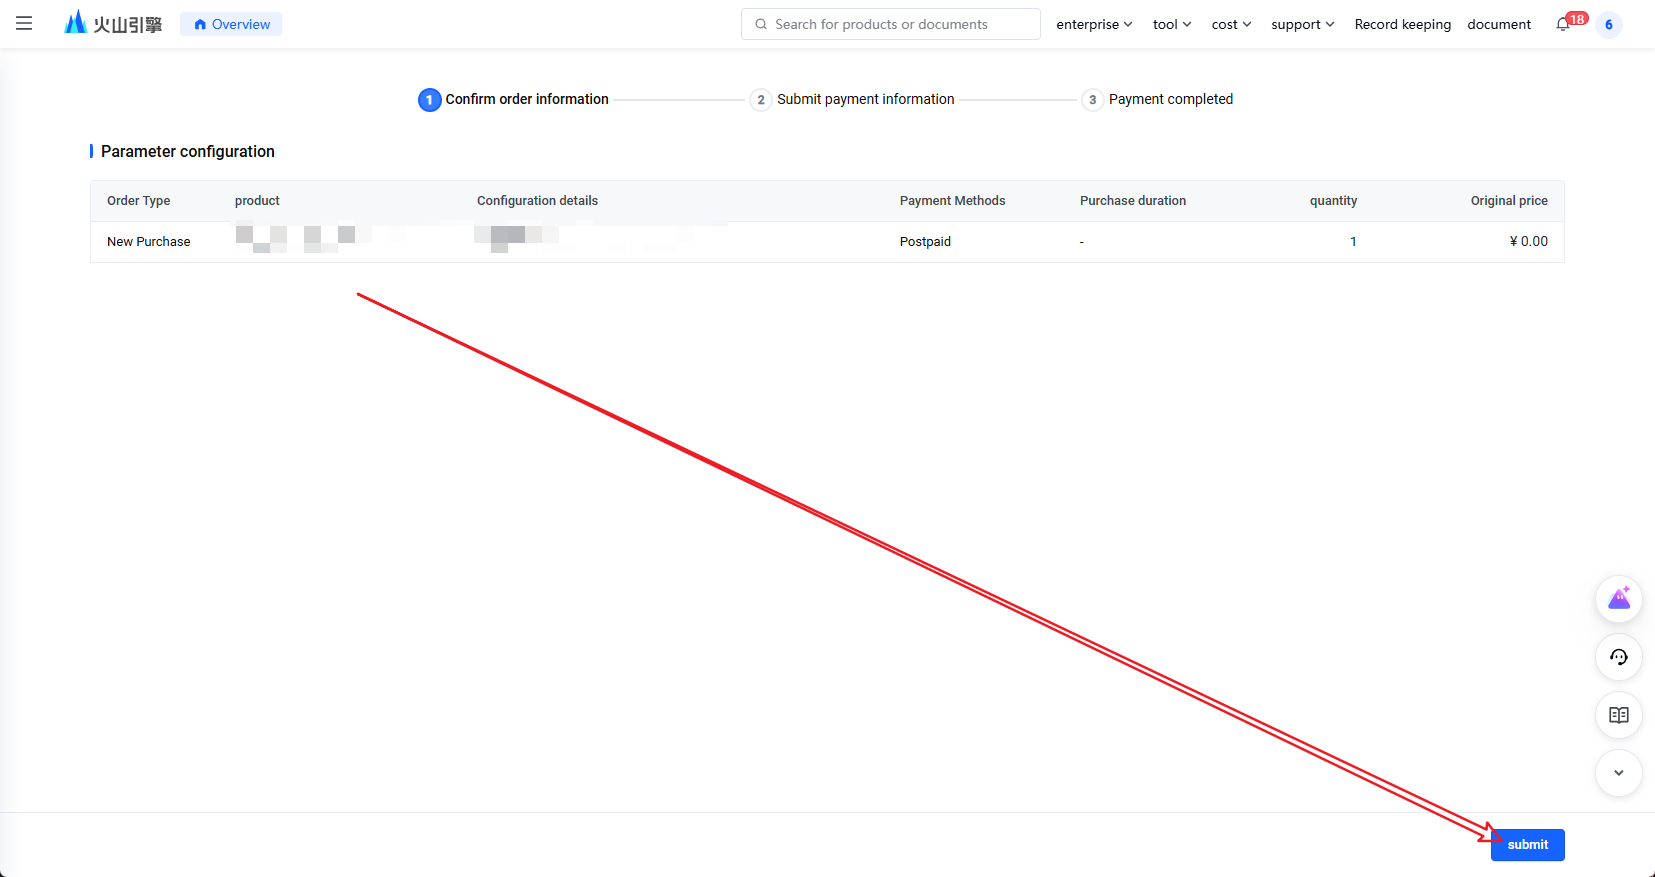 火山引擎
Overview
Search for products or documents
enterprise
tool
cost
support
Record keeping
document
18
6
1 Confirm order information
2 Submit payment information
3 Payment completed
Parameter configuration
Order Type product Configuration details Payment Methods Purchase duration quantity Original price
New Purchase Postpaid - 1 ¥ 0.00
submit